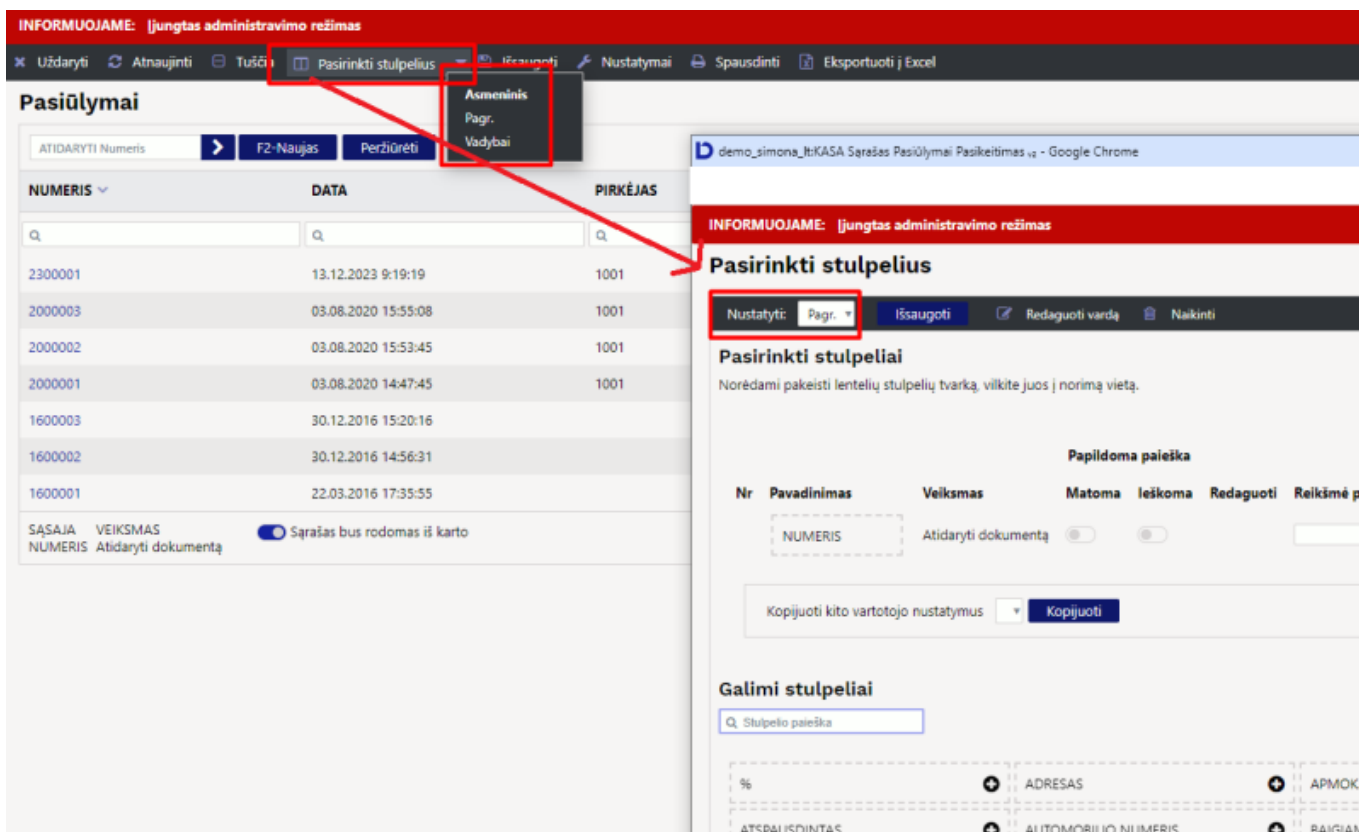 INFORMUOJAME: Įjungtas administravimo režimas
Uždaryti Atnaujinti Pasirinkti stulpelius Išsaugoti Nustatymai Spausdinti Eksportuoti į Excel
Asmeninis
Pagr.
Vadybai
Pasiūlymai
ATIDARYTI Numeris F2-Naujas Peržiūrėti
NUMERIS DATA PIRKĖJAS
2300001 13.12.2023 9:19:19 1001
2000003 03.08.2020 15:55:08 1001
2000002 03.08.2020 15:53:45 1001
2000001 03.08.2020 14:47:45 1001
1600003 30.12.2016 15:20:16
1600002 30.12.2016 14:56:31
1600001 22.03.2016 17:35:55
SĄSAJA VEIKSMAS
NUMERIS Atidaryti dokumentą
Sąrašas bus rodomas iš karto
demo_simona_lt:KASA Sąrašas Pasiūlymai Pasikeitimas v2 - Google Chrome
INFORMUOJAME: Įjungtas administravimo režimas
Pasirinkti stulpelius
Nustatyti: Pagr. Išsaugoti Redaguoti vardą Naikinti
Pasirinkti stulpeliai
Norėdami pakeisti lentelių stulpelių tvarką, vilkite juos į norimą vietą.
Papildoma paieška
Nr Pavadinimas Veiksmas Matoma Ieškoma Redaguoti Reikšmė p
NUMERIS Atidaryti dokumentą
Kopijuoti kito vartotojo nustatymus Kopijuoti
Galimi stulpeliai
Stulpelio paieška
% ADRESAS APMOK
ATSPAUSDINTAS AUTOMOBILIO NUMERIS